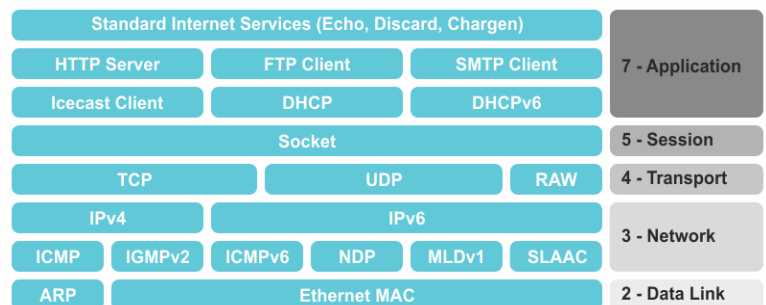 Standard Internet Services (Echo, Discard, Chargen)
HTTP Server FTP Client SMTP Client 7 - Application
Icecast Client DHCP DHCPv6
Socket 5 - Session
TCP UDP RAW 4 - Transport
IPv4 IPv6 3 - Network
ICMP IGMPv2 ICMPv6 NDP MLDv1 SLAAC
ARP Ethernet MAC 2 - Data Link